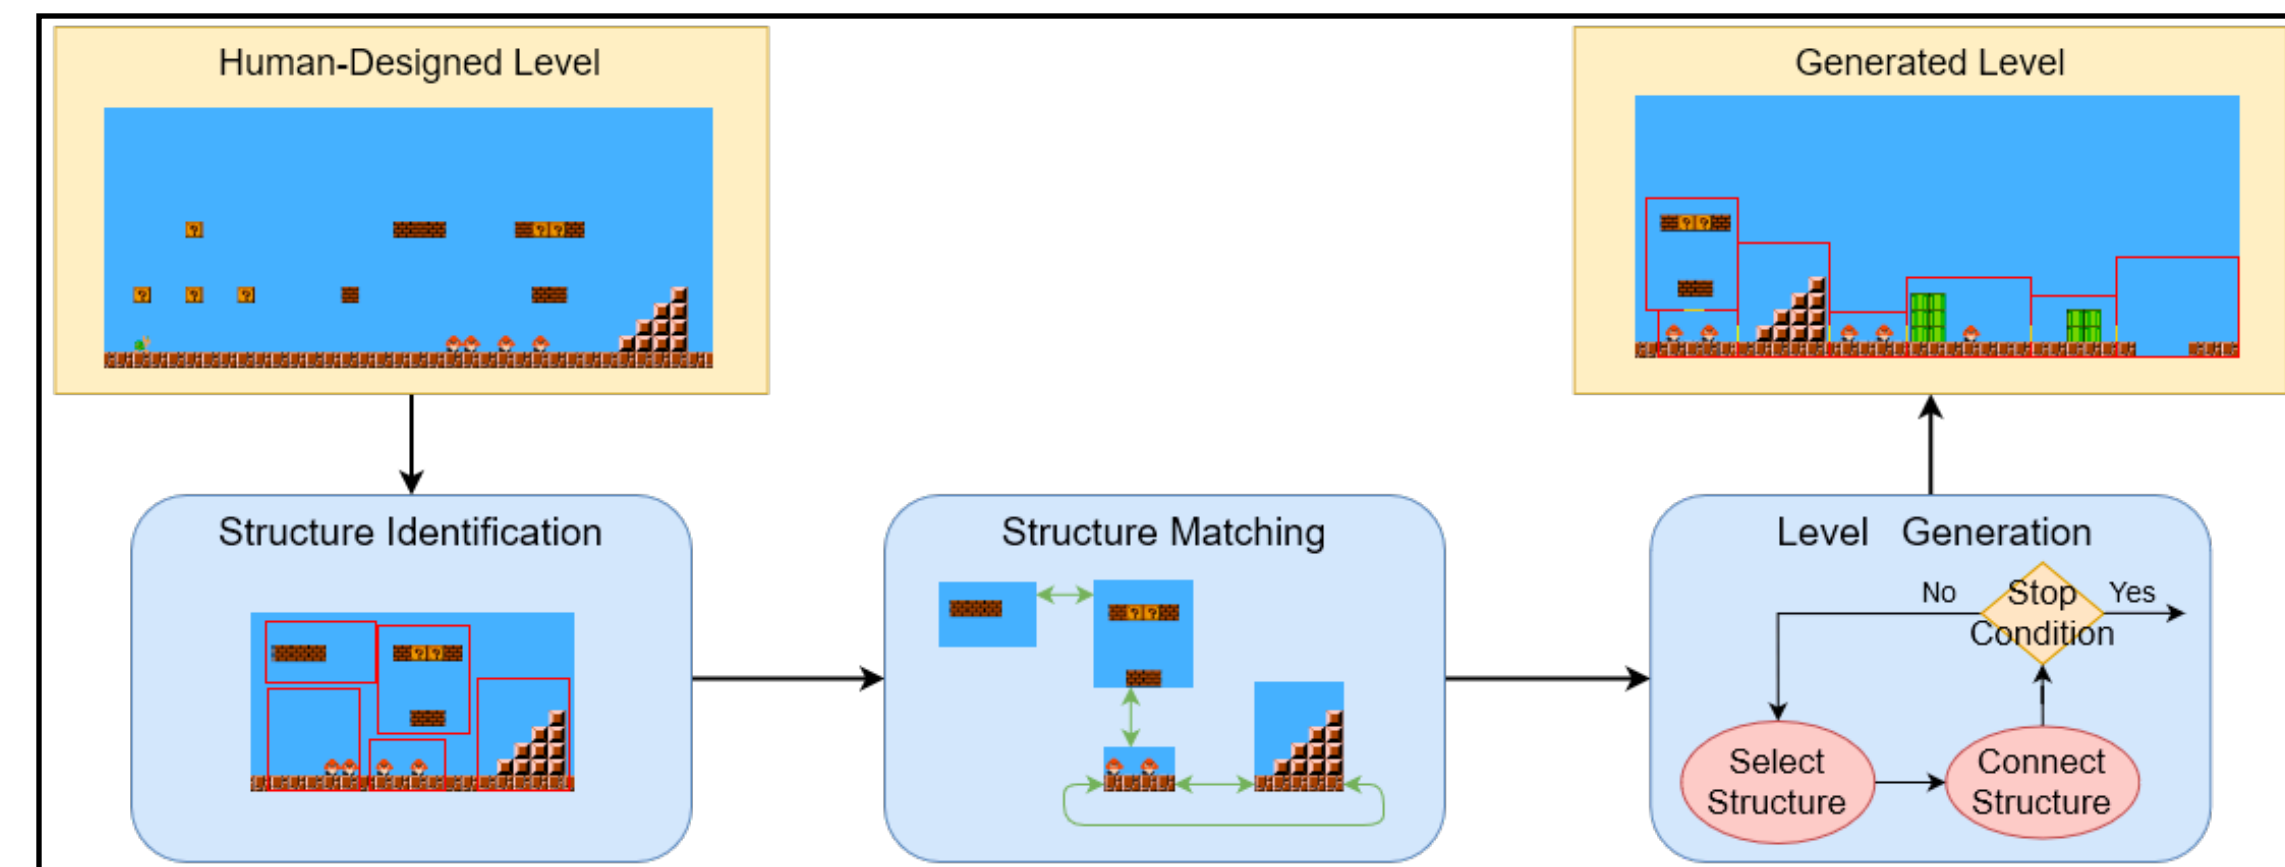 Human-Designed Level
Generated Level
Structure Identification
Structure Matching
Level Generation
No
Stop
Condition
Yes
Select
Structure
Connect
Structure